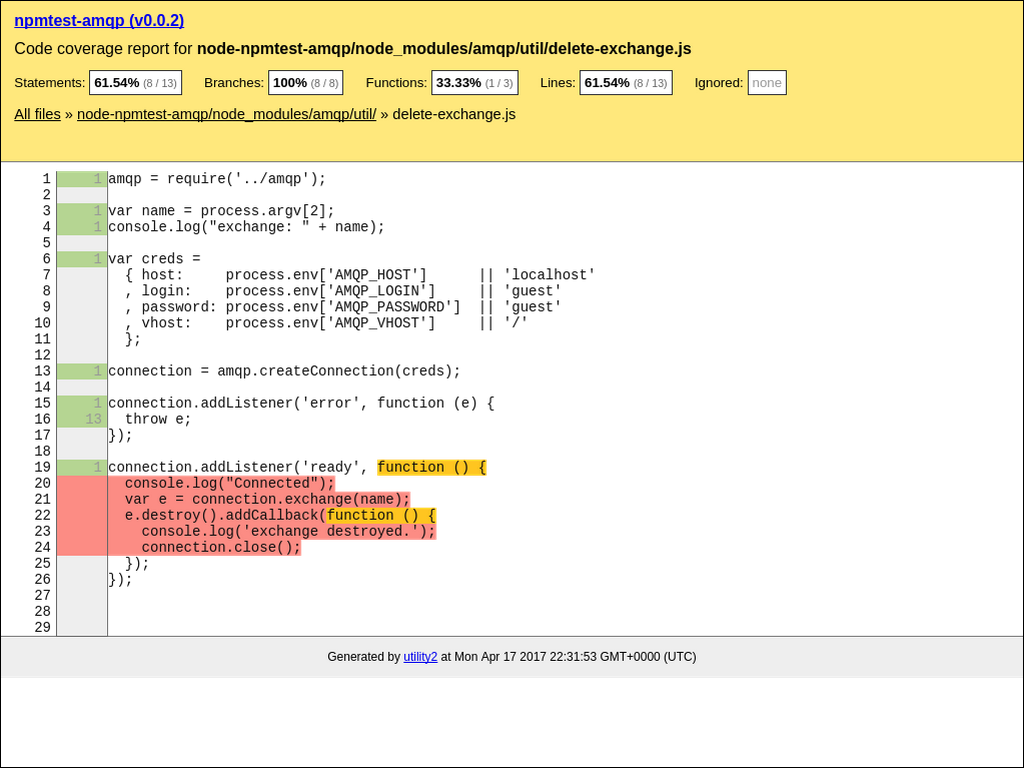 npmtest-amqp (v0.0.2)
Code coverage report for node-npmtest-amqp/node_modules/amqp/util/delete-exchange.js
Statements: 61.54% (8 / 13) Branches: 100% (8 / 8) Functions: 33.33% (1 / 3) Lines: 61.54% (8 / 13) Ignored: none
All files » node-npmtest-amqp/node_modules/amqp/util/ » delete-exchange.js
1 1 amqp = require('../amqp');
2
3 1 var name = process.argv[2];
4 1 console.log("exchange: " + name);
5
6 1 var creds =
7   { host:     process.env['AMQP_HOST']      || 'localhost'
8   , login:    process.env['AMQP_LOGIN']     || 'guest'
9   , password: process.env['AMQP_PASSWORD']  || 'guest'
10   , vhost:    process.env['AMQP_VHOST']     || '/'
11   };
12
13 1 connection = amqp.createConnection(creds);
14
15 1 connection.addListener('error', function (e) {
16 13   throw e;
17 });
18
19 1 connection.addListener('ready', function () {
20   console.log("Connected");
21   var e = connection.exchange(name);
22   e.destroy().addCallback(function () {
23     console.log('exchange destroyed.');
24     connection.close();
25   });
26 });
27
28
29
Generated by utility2 at Mon Apr 17 2017 22:31:53 GMT+0000 (UTC)